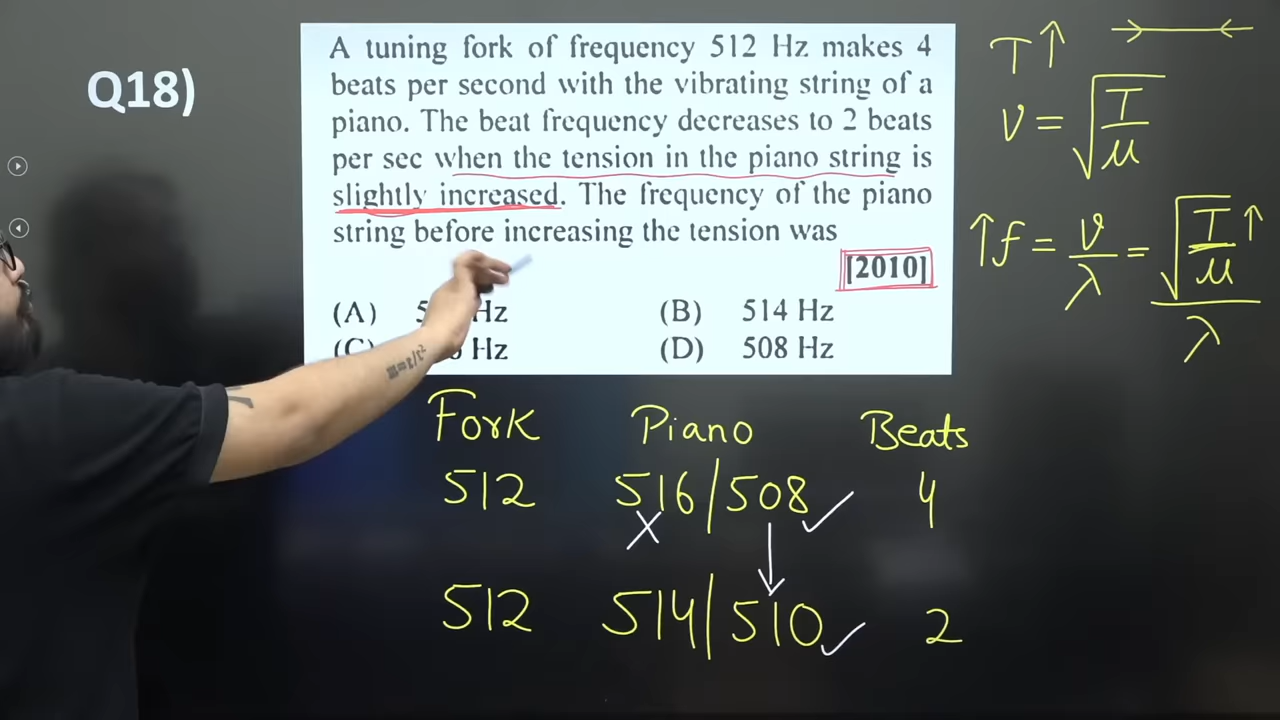 Q18)
A tuning fork of frequency 512 Hz makes 4
beats per second with the vibrating string of a
piano. The beat frequency decreases to 2 beats
per sec when the tension in the piano string is
slightly increased. The frequency of the piano
string before increasing the tension was
[2010]
(A) Hz (B) 514 Hz
(C) Hz (D) 508 Hz
T↑
v = √(T/μ)
↑f = v/λ = √(T/μ)↑/λ
Fork Piano Beats
512 516/508 ✓ 4
X
512 514/510 ✓ 2